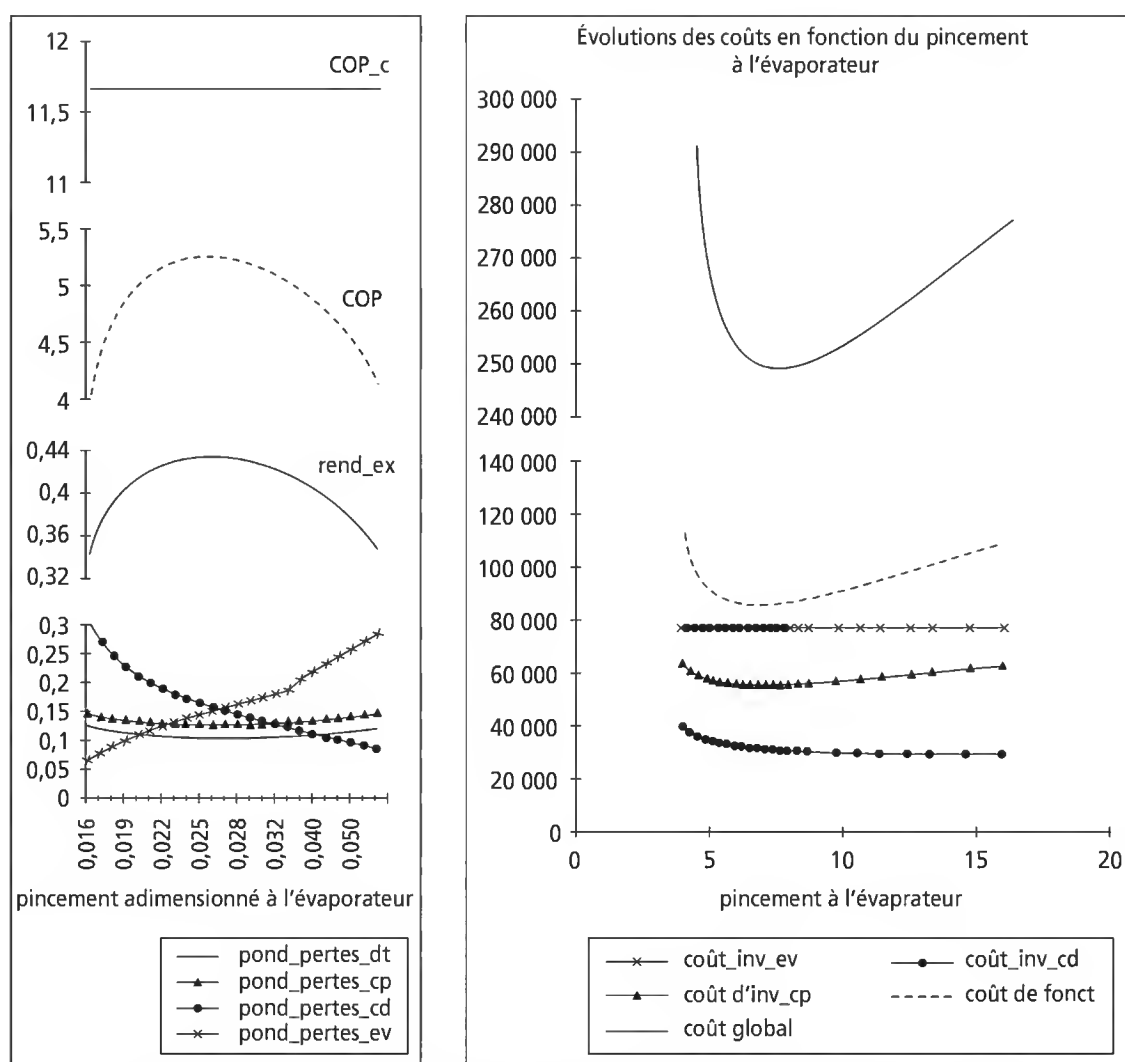 12
COP_c
11,5
11
5,5
5
COP
4,5
4
0,44
rend_ex
0,4
0,36
0,32
0,3
0,25
0,2
0,15
0,1
0,05
0
0,016
0,019
0,022
0,025
0,028
0,032
0,040
0,050
pincement adimensionné à l'évaporateur
pond_pertes_dt
pond_pertes_cp
pond_pertes_cd
pond_pertes_ev
Évolutions des coûts en fonction du pincement
à l'évaporateur
300 000
290 000
280 000
270 000
260 000
250 000
240 000
140 000
120 000
100 000
80 000
60 000
40 000
20 000
0
0 5 10 15 20
pincement à l'évaprateur
coût_inv_ev coût_inv_cd
coût d'inv_cp coût de fonct
coût global